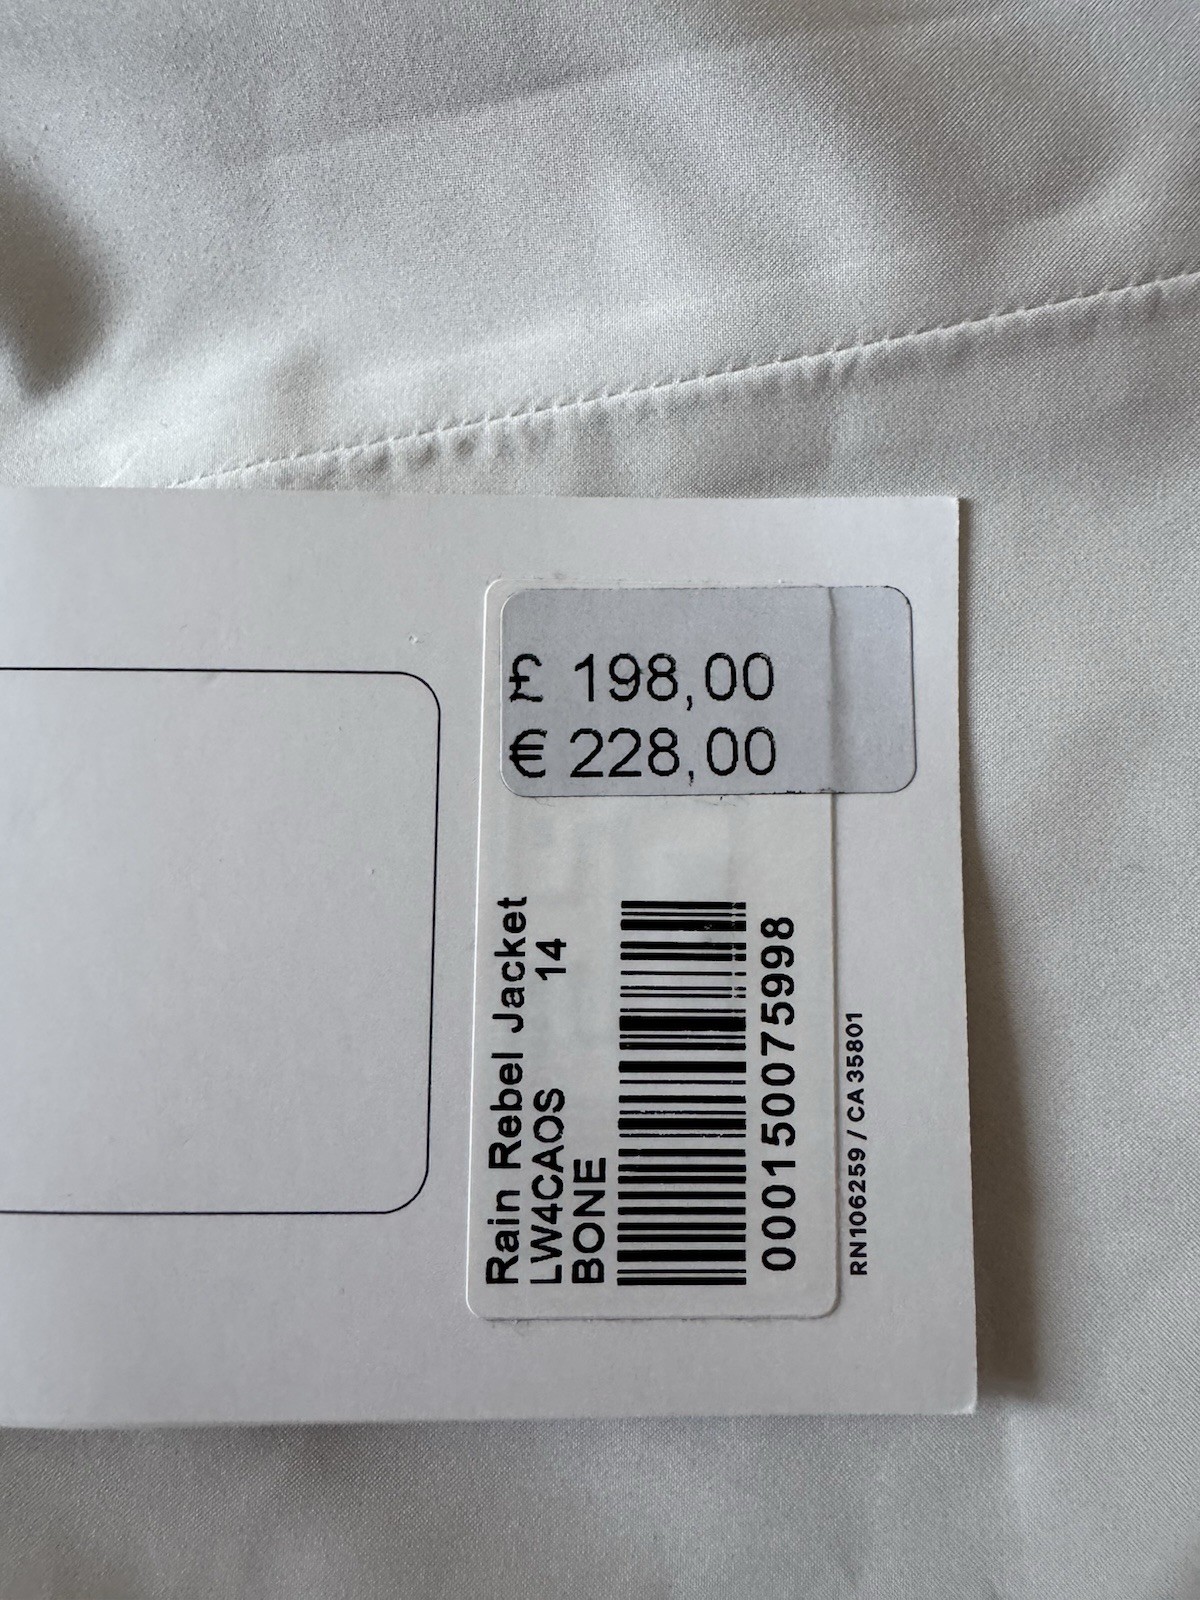 £ 198,00
€ 228,00
Rain Rebel Jacket
LW4CAOS 14
BONE
000150075998
RN106259 / CA 35801